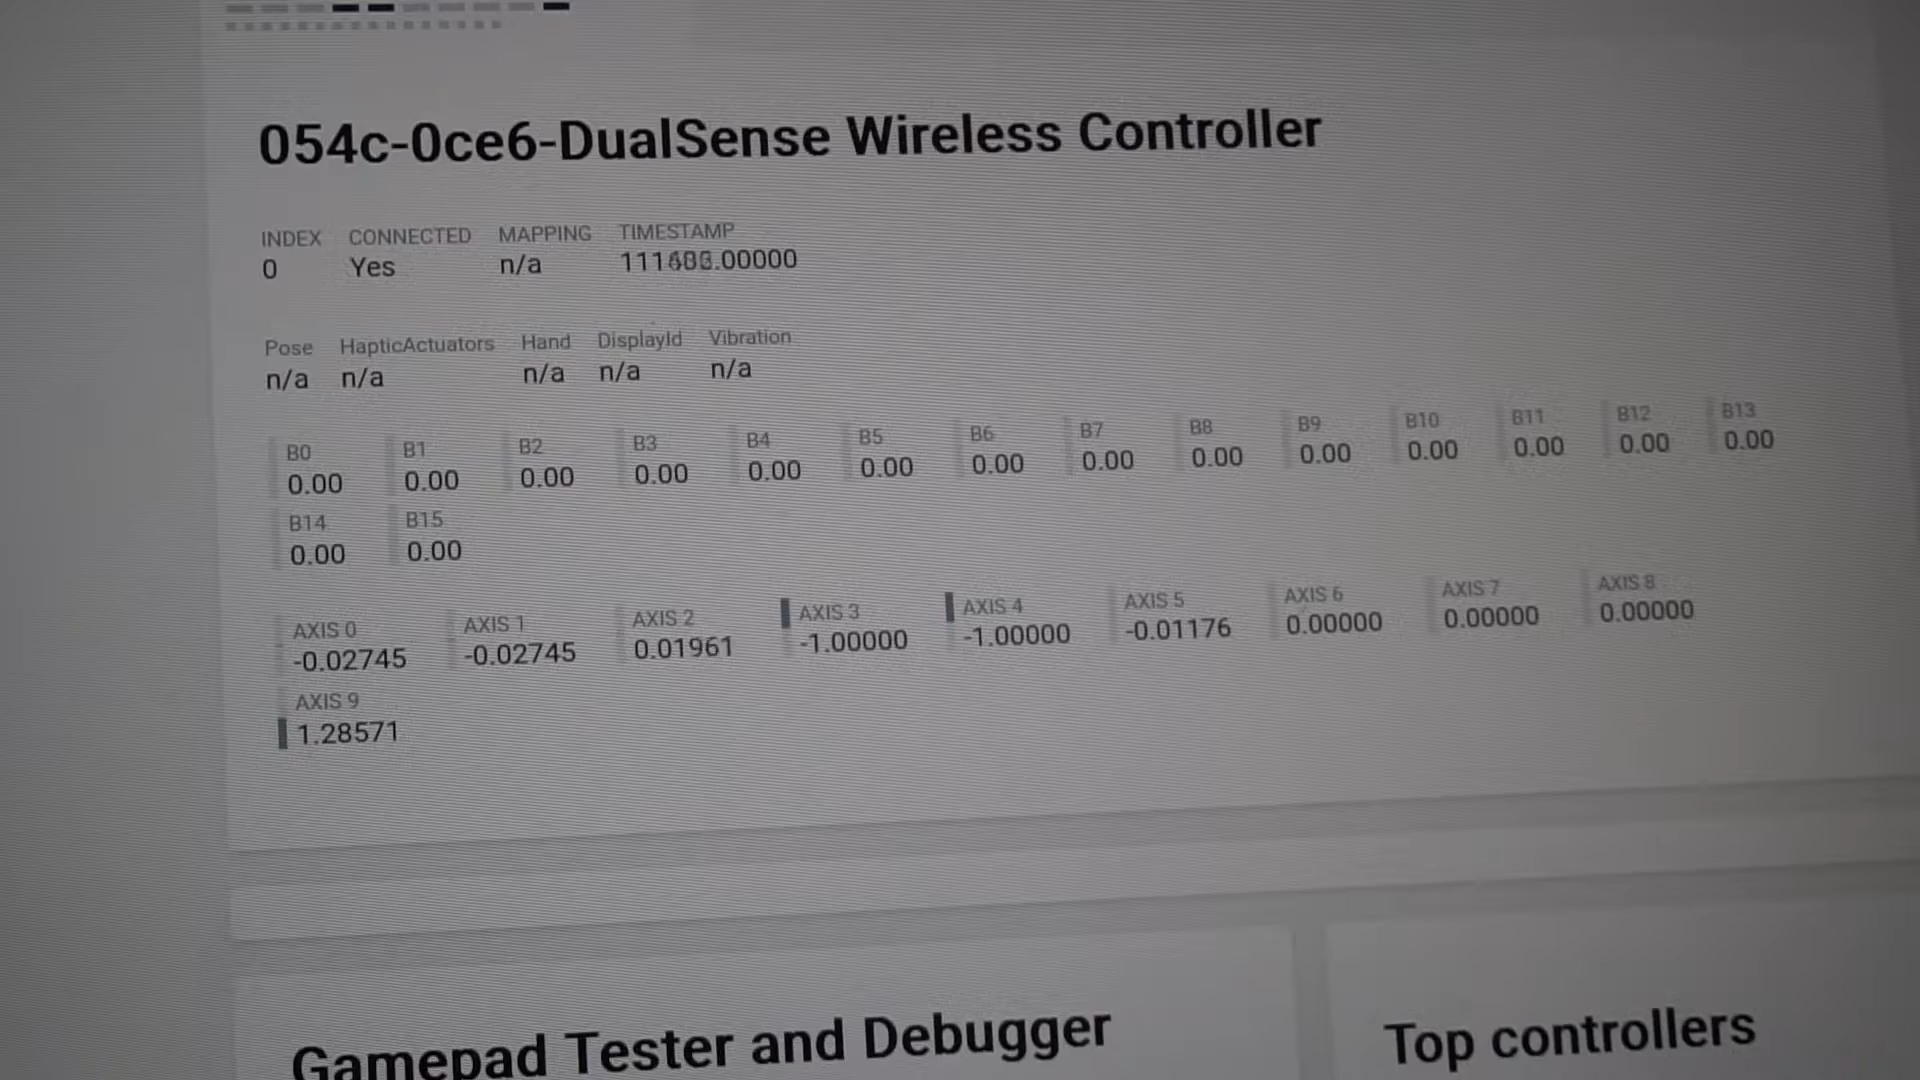 054c-0ce6-DualSense Wireless Controller
INDEX CONNECTED MAPPING TIMESTAMP
0 Yes n/a
Pose HapticActuators Hand DisplayId Vibration
n/a n/a n/a n/a n/a
B0 B1 B2 B3 B4 B5 B6 B7 B8 B9 B10 B11 B12 B13
0.00 0.00 0.00 0.00 0.00 0.00 0.00 0.00 0.00 0.00 0.00 0.00 0.00 0.00
B14 B15
0.00 0.00
AXIS 0 AXIS 1 AXIS 2 AXIS 3 AXIS 4 AXIS 5 AXIS 6 AXIS 7 AXIS 8
-0.02745 -0.02745 0.01961 -1.00000 -1.00000 -0.01176 0.00000 0.00000 0.00000
AXIS 9
1.28571
Gamepad Tester and Debugger
Top controllers